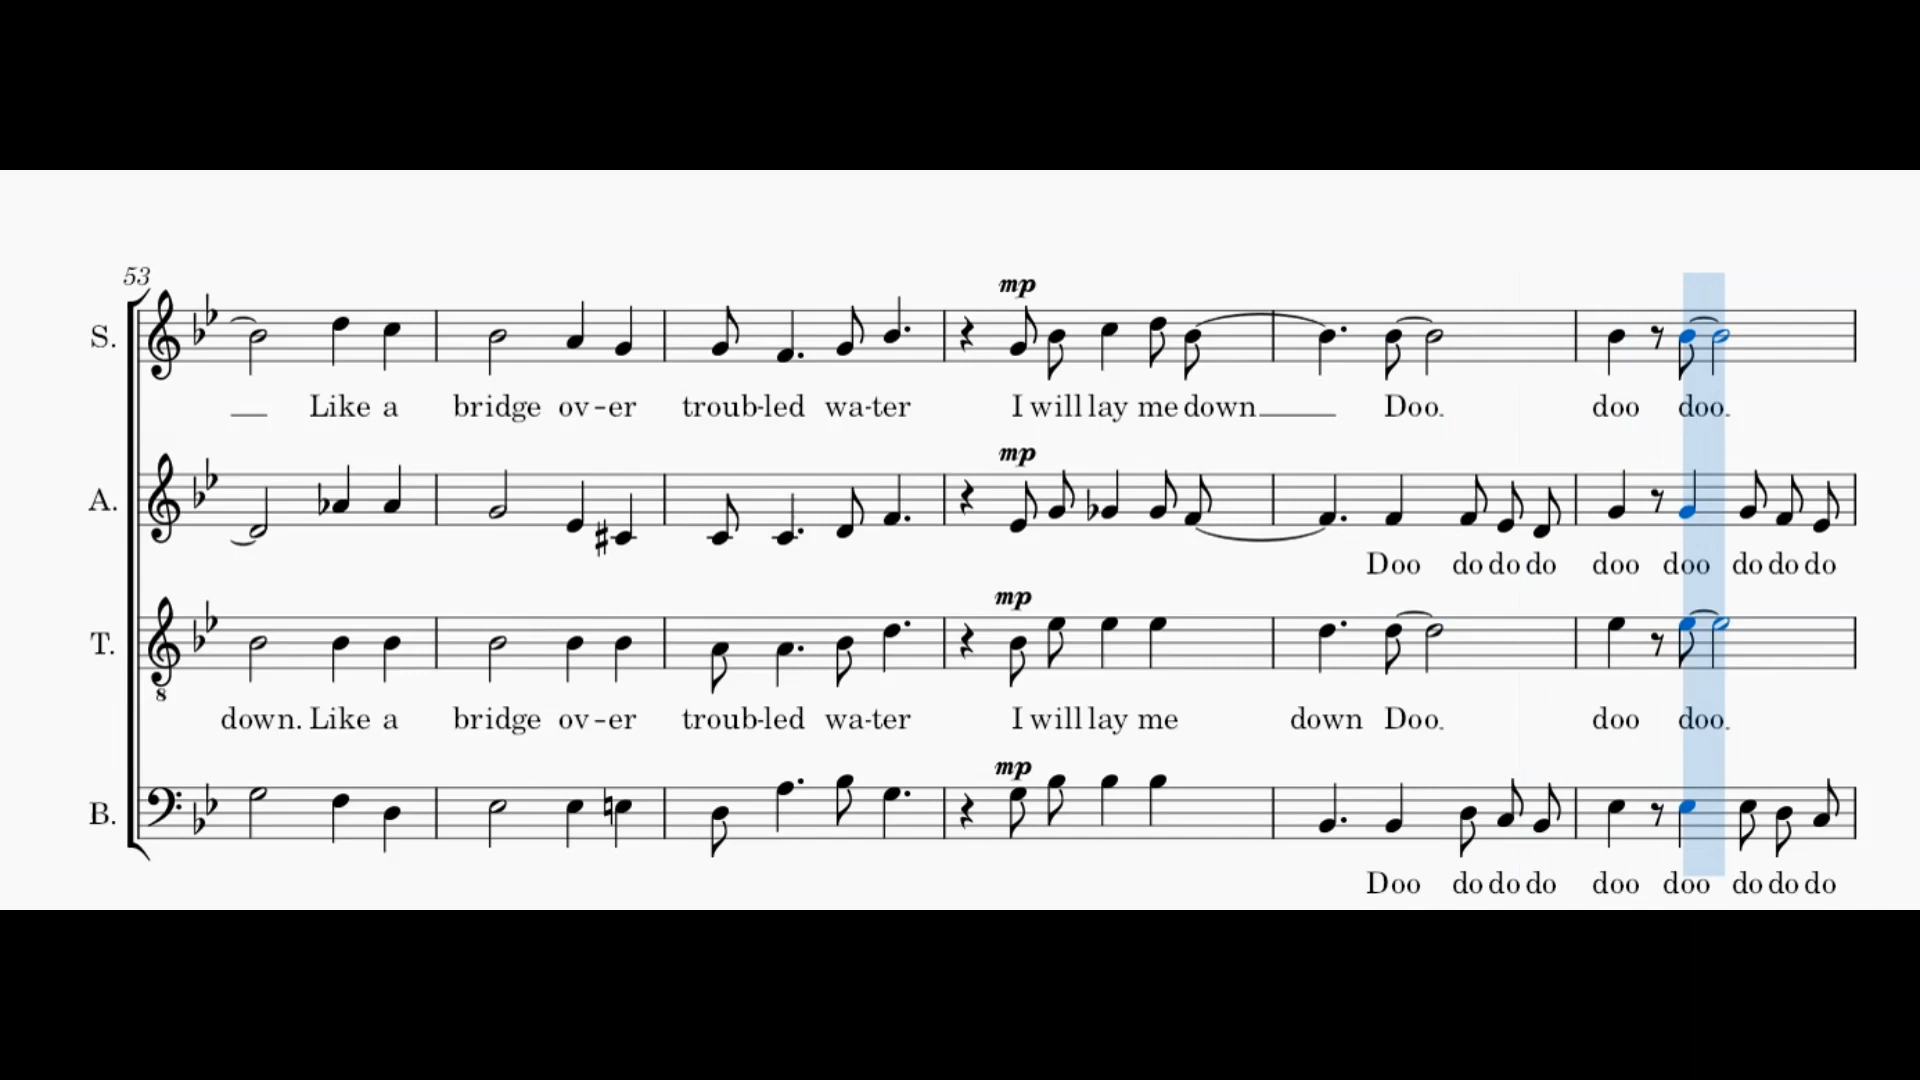 53
mp
S.
Like a bridge ov-er troub-led wa-ter I will lay me down Doo. doo doo.
mp
A.
Doo do do do doo doo do do do
mp
T.
8
down. Like a bridge ov-er troub-led wa-ter I will lay me down Doo. doo doo.
mp
B.
Doo do do do doo doo do do do